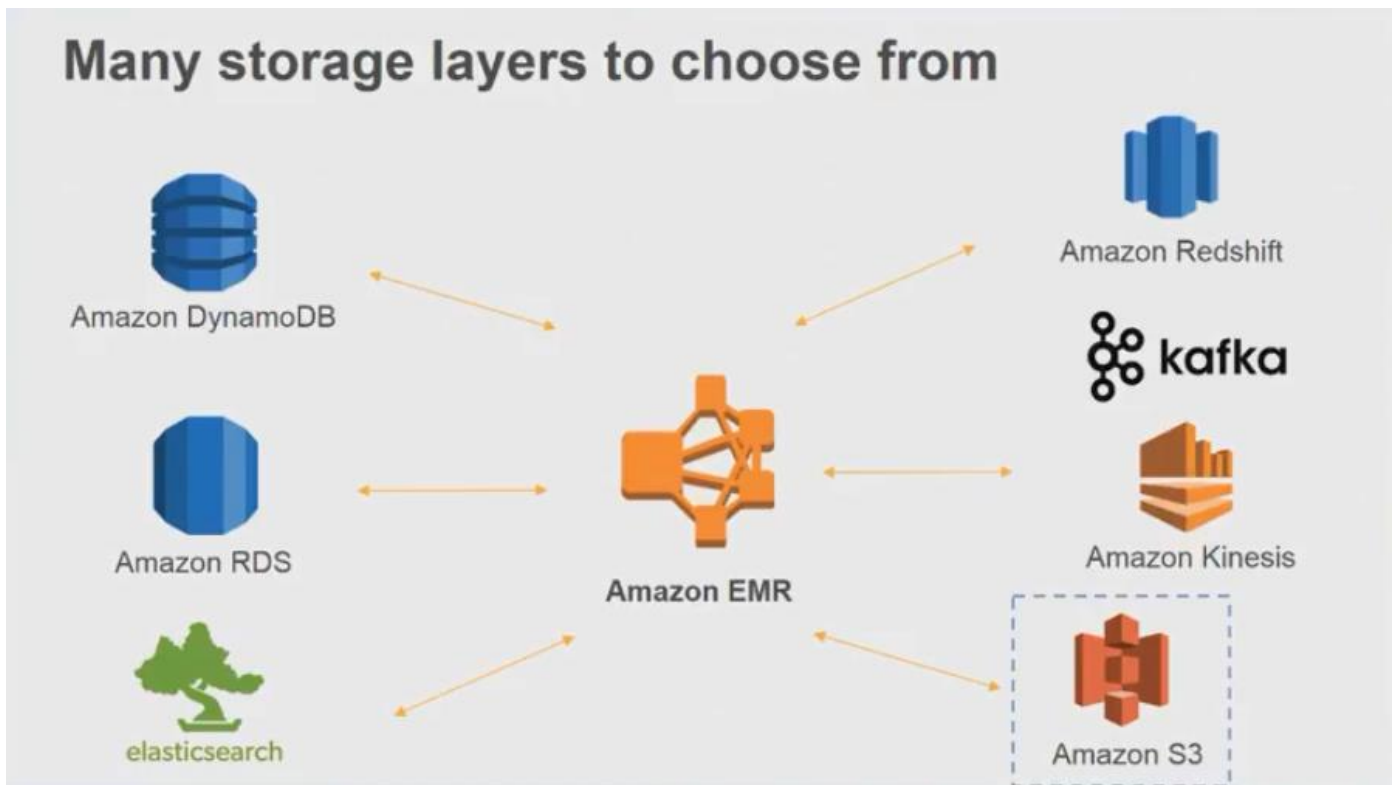 Many storage layers to choose from
Amazon DynamoDB
Amazon Redshift
kafka
Amazon RDS
Amazon EMR
Amazon Kinesis
elasticsearch
Amazon S3